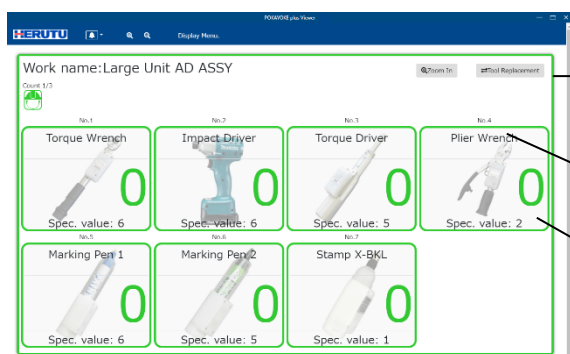 POKAYOKE plus Viewer
HERUTU
Display Menu.
Work name:Large Unit AD ASSY
Zoom In
Tool Replacement
Count 1/3
No.1
No.2
No.3
No.4
Torque Wrench
Impact Driver
Torque Driver
Plier Wrench
0
0
0
0
Spec. value: 6
Spec. value: 6
Spec. value: 5
Spec. value: 2
No.5
No.6
No.7
Marking Pen 1
Marking Pen 2
Stamp X-BKL
0
0
0
Spec. value: 6
Spec. value: 5
Spec. value: 1